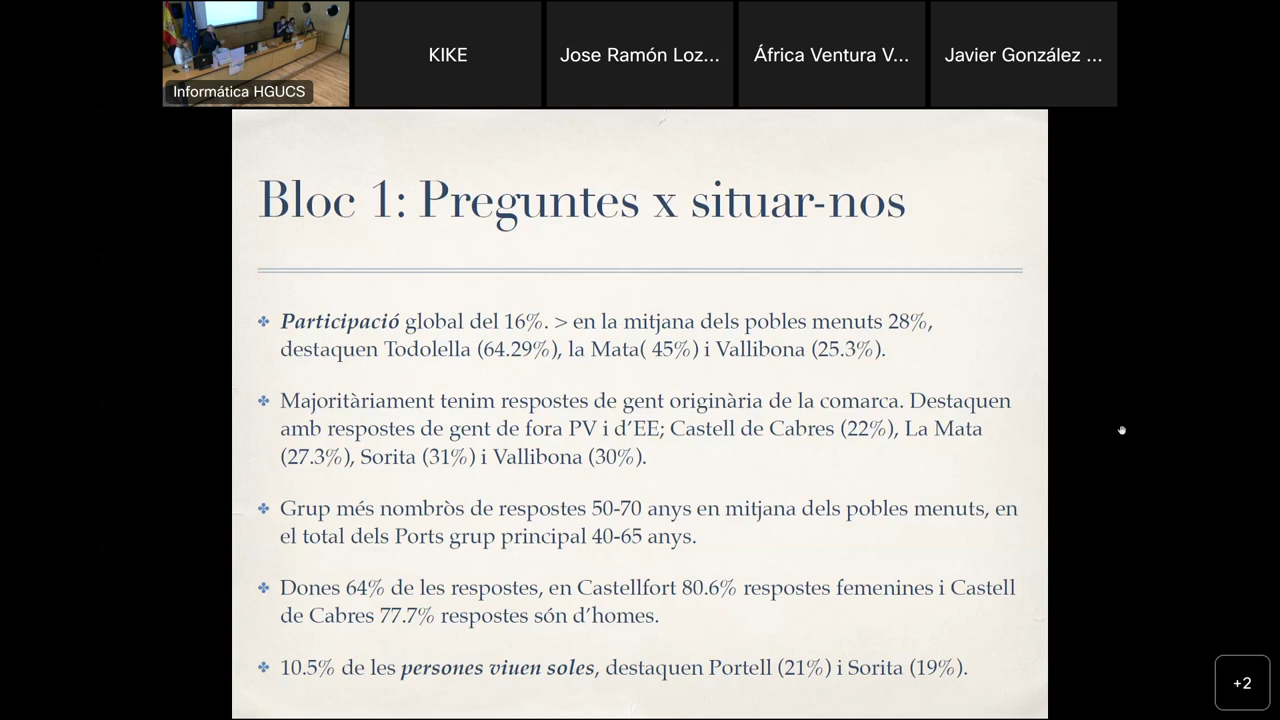 Informática HGUCS
KIKE
Jose Ramón Loz...
África Ventura V...
Javier González ...
Bloc 1: Preguntes x situar-nos
Participació global del 16%. > en la mitjana dels pobles menuts 28%,
destaquen Todolella (64.29%), la Mata( 45%) i Vallibona (25.3%).
Majoritàriament tenim respostes de gent originària de la comarca. Destaquen
amb respostes de gent de fora PV i d'EE; Castell de Cabres (22%), La Mata
(27.3%), Sorita (31%) i Vallibona (30%).
Grup més nombròs de respostes 50-70 anys en mitjana dels pobles menuts, en
el total dels Ports grup principal 40-65 anys.
Dones 64% de les respostes, en Castellfort 80.6% respostes femenines i Castell
de Cabres 77.7% respostes són d'homes.
10.5% de les persones viuen soles, destaquen Portell (21%) i Sorita (19%).
+2